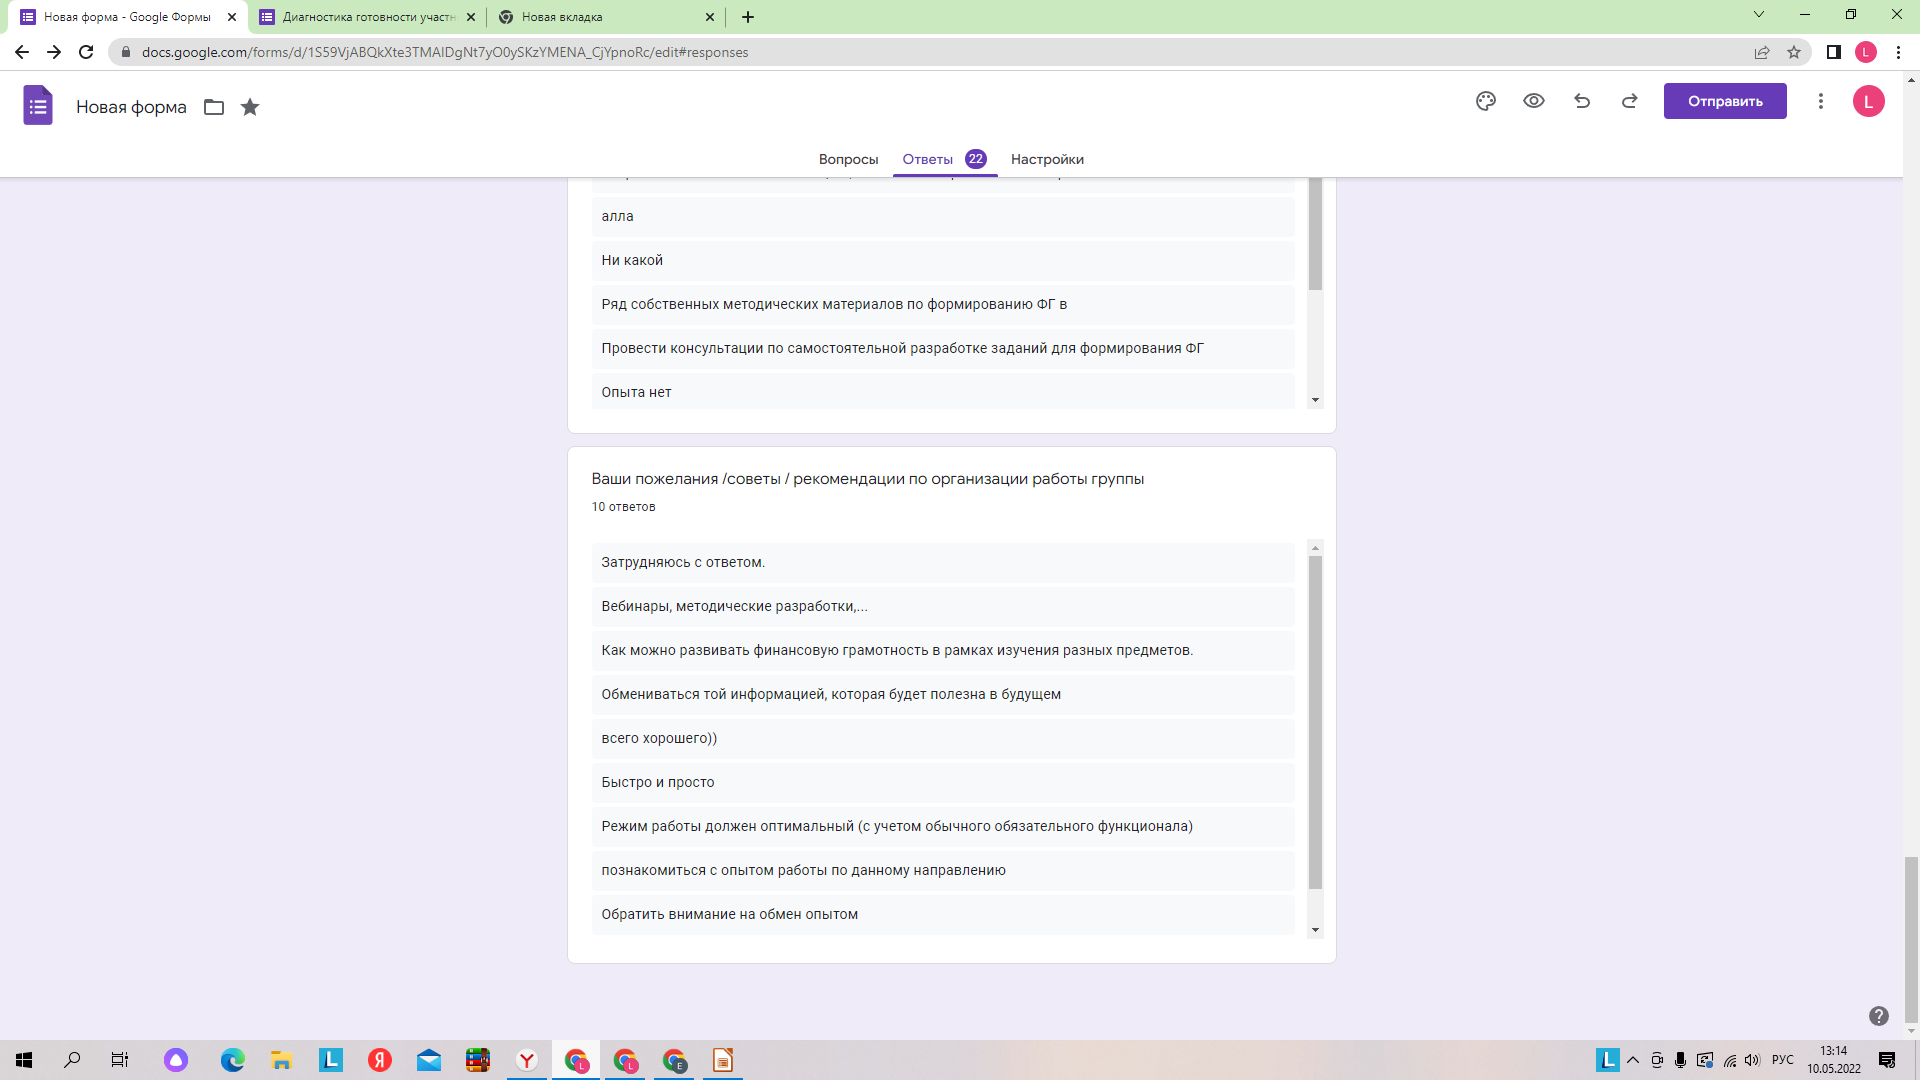 Новая форма - Google Формы
Диагностика готовности участн
Новая вкладка
docs.google.com/forms/d/1S59VjABQkXte3TMAlDgNt7yO0ySKzYMENA_CjYpnoRc/edit#responses
L
Новая форма
Отправить
L
Вопросы
Ответы 22
Настройки
алла
Ни какой
Ряд собственных методических материалов по формированию ФГ в
Провести консультации по самостоятельной разработке заданий для формирования ФГ
Опыта нет
Ваши пожелания /советы / рекомендации по организации работы группы
10 ответов
Затрудняюсь с ответом.
Вебинары, методические разработки,...
Как можно развивать финансовую грамотность в рамках изучения разных предметов.
Обмениваться той информацией, которая будет полезна в будущем
всего хорошего))
Быстро и просто
Режим работы должен оптимальный (с учетом обычного обязательного функционала)
познакомиться с опытом работы по данному направлению
Обратить внимание на обмен опытом
РУС
13:14
10.05.2022